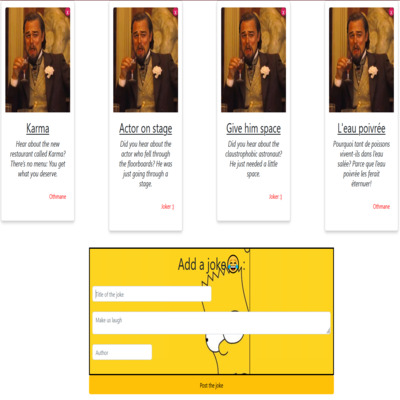 Karma
Hear about the new
restaurant called Karma?
There's no menu: You get
what you deserve.
Othmane
Actor on stage
Did you hear about the
actor who fell through
the floorboards? He was
just going through a
stage.
Joker :)
Give him space
Did you hear about the
claustrophobic astronaut?
He just needed a little
space.
Joker :)
L'eau poivrée
Pourquoi tant de poissons
vivent-ils dans l'eau
salée? Parce que l'eau
poivrée les ferait
éternuer!
Othmane
Add a joke😂 :
Title of the joke
Make us laugh
Author
Post the joke